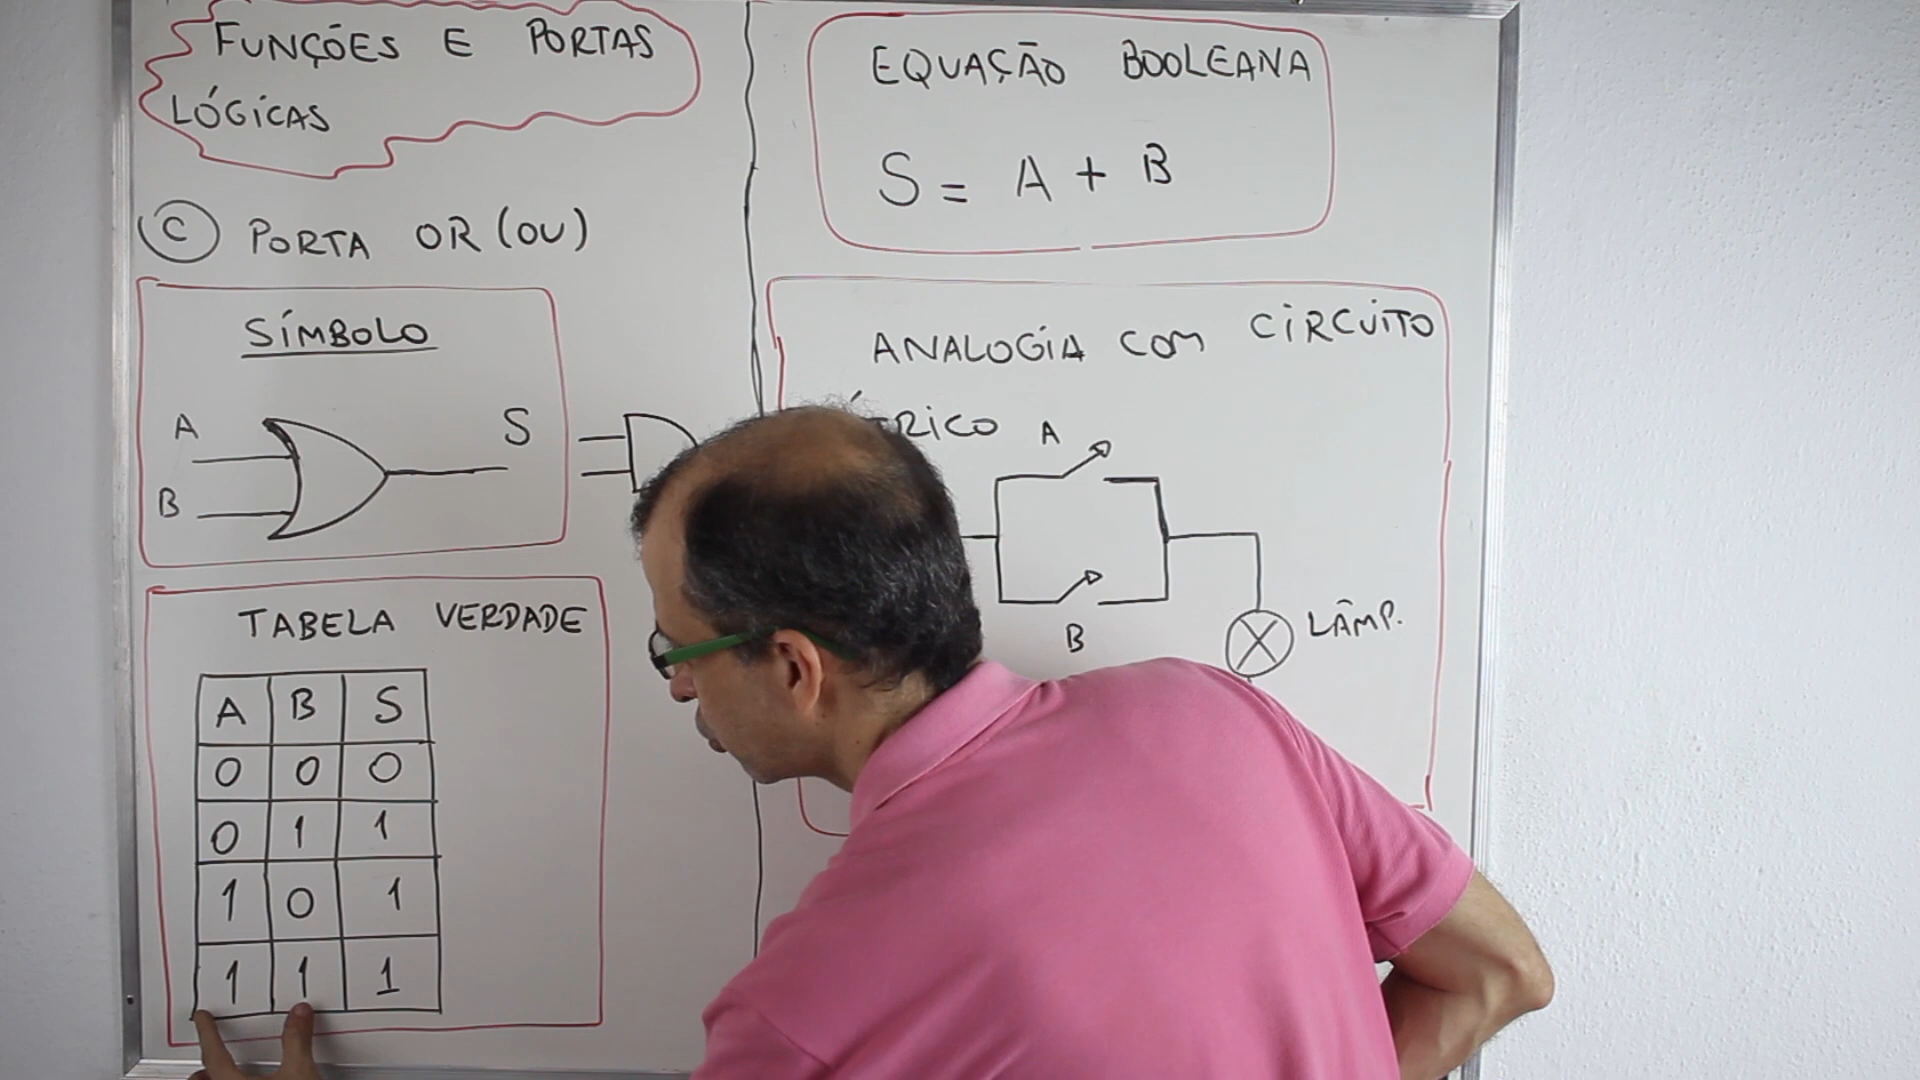 FUNÇÕES E PORTAS
LÓGICAS
C PORTA OR (OU)
SÍMBOLO
A
B
S
TABELA VERDADE
A B S
0 0 0
0 1 1
1 0 1
1 1 1
EQUAÇÃO BOOLEANA
S = A + B
ANALOGIA COM CIRCUITO
A
B
LÂMP.